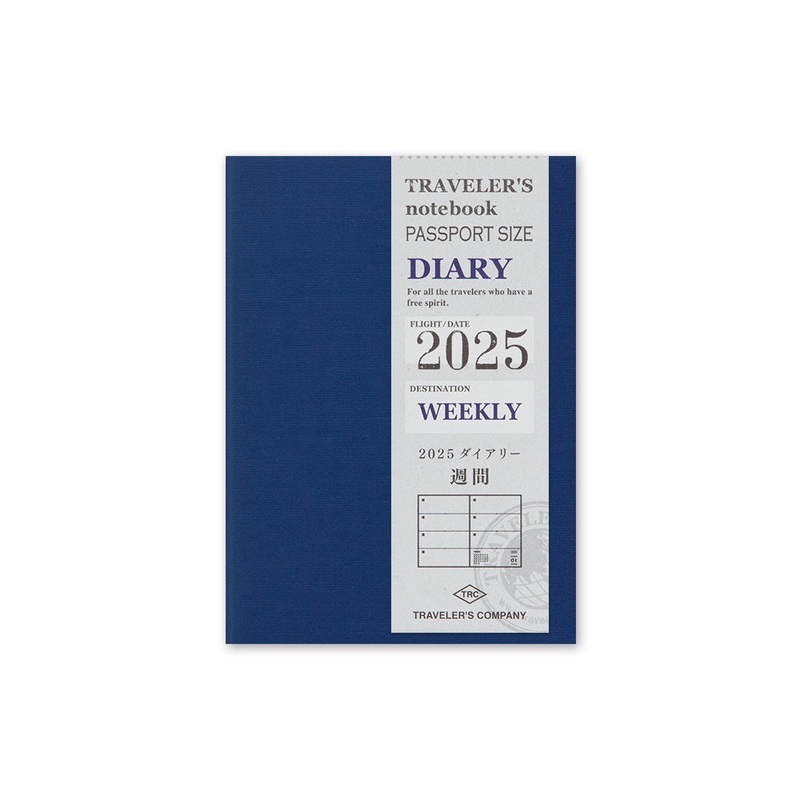 TRAVELER'S
notebook
PASSPORT SIZE
DIARY
For all the travelers who have a
free spirit.
FLIGHT/DATE
2025
DESTINATION
WEEKLY
2025 ダイアリー
週間
TRAVELE
TRC
TRAVELER'S COMPANY